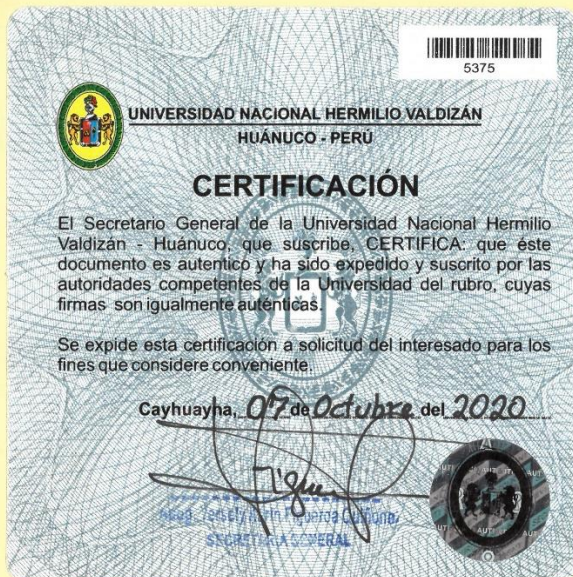 5375
UNIVERSIDAD NACIONAL HERMILIO VALDIZÁN
HUÁNUCO - PERÚ
CERTIFICACIÓN
El Secretario General de la Universidad Nacional Hermilio
Valdizán - Huánuco, que suscribe, CERTIFICA: que éste
documento es autentico y ha sido expedido y suscrito por las
autoridades competentes de la Universidad del rubro, cuyas
firmas son igualmente auténticas.
Se expide esta certificación a solicitud del interesado para los
fines que considere conveniente.
Cayhuayna, 07 de Octubre del 2020
Figueroa
SECRETARIA GENERAL